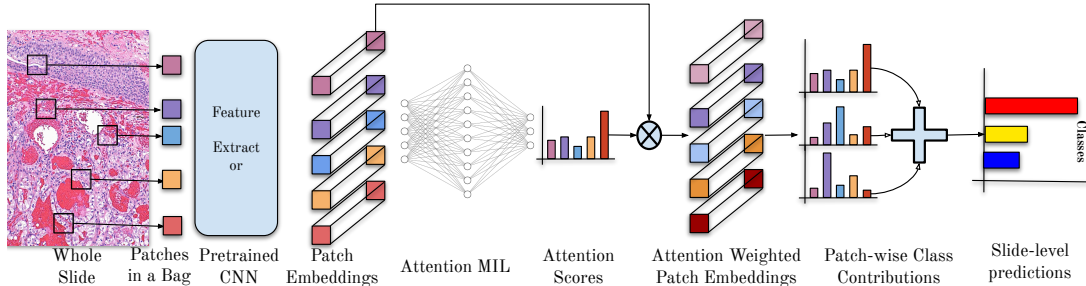 Feature
Extract
or
Classes
Whole
Slide
Patches
in a Bag
Pretrained
CNN
Patch
Embeddings
Attention MIL
Attention
Scores
Attention Weighted
Patch Embeddings
Patch-wise Class
Contributions
Slide-level
predictions